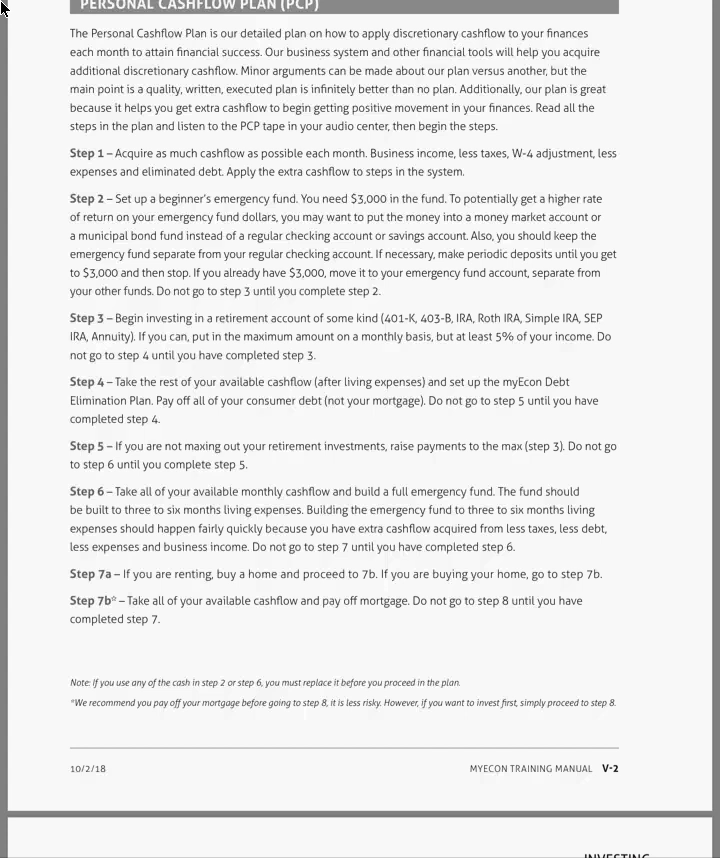 PERSONAL CASHFLOW PLAN (PCP)
The Personal Cashflow Plan is our detailed plan on how to apply discretionary cashflow to your finances
each month to attain financial success. Our business system and other financial tools will help you acquire
additional discretionary cashflow. Minor arguments can be made about our plan versus another, but the
main point is a quality, written, executed plan is infinitely better than no plan. Additionally, our plan is great
because it helps you get extra cashflow to begin getting positive movement in your finances. Read all the
steps in the plan and listen to the PCP tape in your audio center, then begin the steps.
Step 1 – Acquire as much cashflow as possible each month. Business income, less taxes, W-4 adjustment, less
expenses and eliminated debt. Apply the extra cashflow to steps in the system.
Step 2 – Set up a beginner's emergency fund. You need $3,000 in the fund. To potentially get a higher rate
of return on your emergency fund dollars, you may want to put the money into a money market account or
a municipal bond fund instead of a regular checking account or savings account. Also, you should keep the
emergency fund separate from your regular checking account. If necessary, make periodic deposits until you get
to $3,000 and then stop. If you already have $3,000, move it to your emergency fund account, separate from
your other funds. Do not go to step 3 until you complete step 2.
Step 3 – Begin investing in a retirement account of some kind (401-K, 403-B, IRA, Roth IRA, Simple IRA, SEP
IRA, Annuity). If you can, put in the maximum amount on a monthly basis, but at least 5% of your income. Do
not go to step 4 until you have completed step 3.
Step 4 – Take the rest of your available cashflow (after living expenses) and set up the myEcon Debt
Elimination Plan. Pay off all of your consumer debt (not your mortgage). Do not go to step 5 until you have
completed step 4.
Step 5 – If you are not maxing out your retirement investments, raise payments to the max (step 3). Do not go
to step 6 until you complete step 5.
Step 6 – Take all of your available monthly cashflow and build a full emergency fund. The fund should
be built to three to six months living expenses. Building the emergency fund to three to six months living
expenses should happen fairly quickly because you have extra cashflow acquired from less taxes, less debt,
less expenses and business income. Do not go to step 7 until you have completed step 6.
Step 7a – If you are renting, buy a home and proceed to 7b. If you are buying your home, go to step 7b.
Step 7b* – Take all of your available cashflow and pay off mortgage. Do not go to step 8 until you have
completed step 7.
Note: If you use any of the cash in step 2 or step 6, you must replace it before you proceed in the plan.
*We recommend you pay off your mortgage before going to step 8, it is less risky. However, if you want to invest first, simply proceed to step 8.
10/2/18 MYECON TRAINING MANUAL V-2
INVESTING